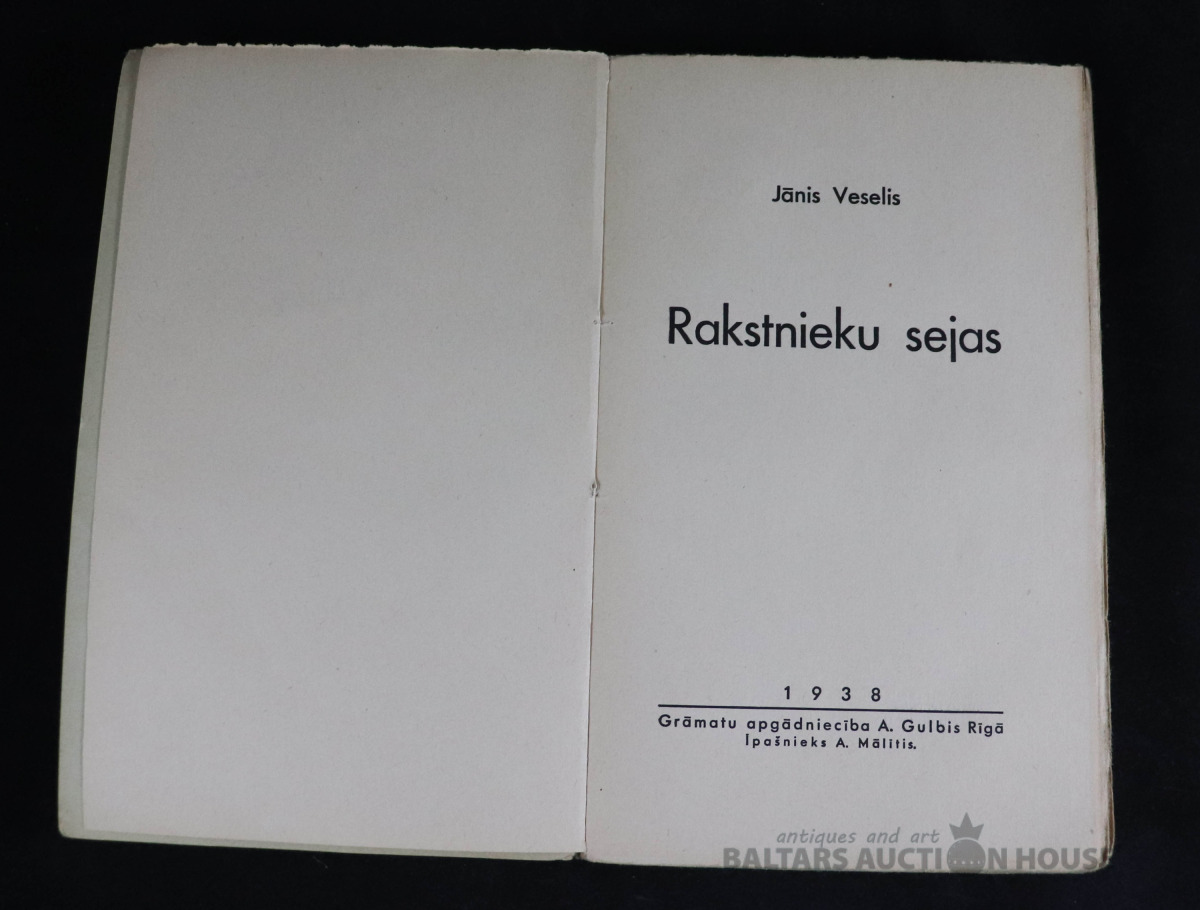 Jānis Veselis
Rakstnieku sejas
1 9 3 8
Grāmatu apgādniecība A. Gulbis Rīgā
Īpašnieks A. Mālītis.
antiques and art
BALTARS AUCTION HOUSE